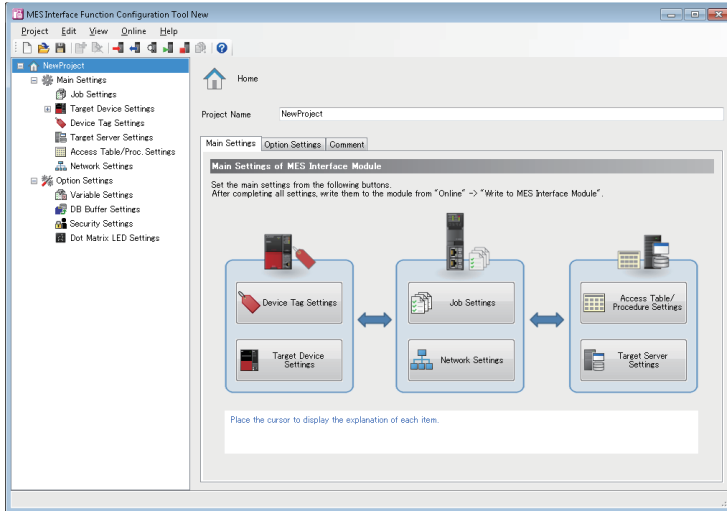 MES Interface Function Configuration Tool New
Project Edit View Online Help
NewProject
Main Settings
Job Settings
Target Device Settings
Device Tag Settings
Target Server Settings
Access Table/Proc. Settings
Network Settings
Option Settings
Variable Settings
DB Buffer Settings
Security Settings
Dot Matrix LED Settings
Home
Project Name NewProject
Main Settings Option Settings Comment
Main Settings of MES Interface Module
Set the main settings from the following buttons.
After completing all settings, write them to the module from "Online" -> "Write to MES Interface Module".
Device Tag Settings
Target Device
Settings
Job Settings
Network Settings
Access Table/
Procedure Settings
Target Server
Settings
Place the cursor to display the explanation of each item.